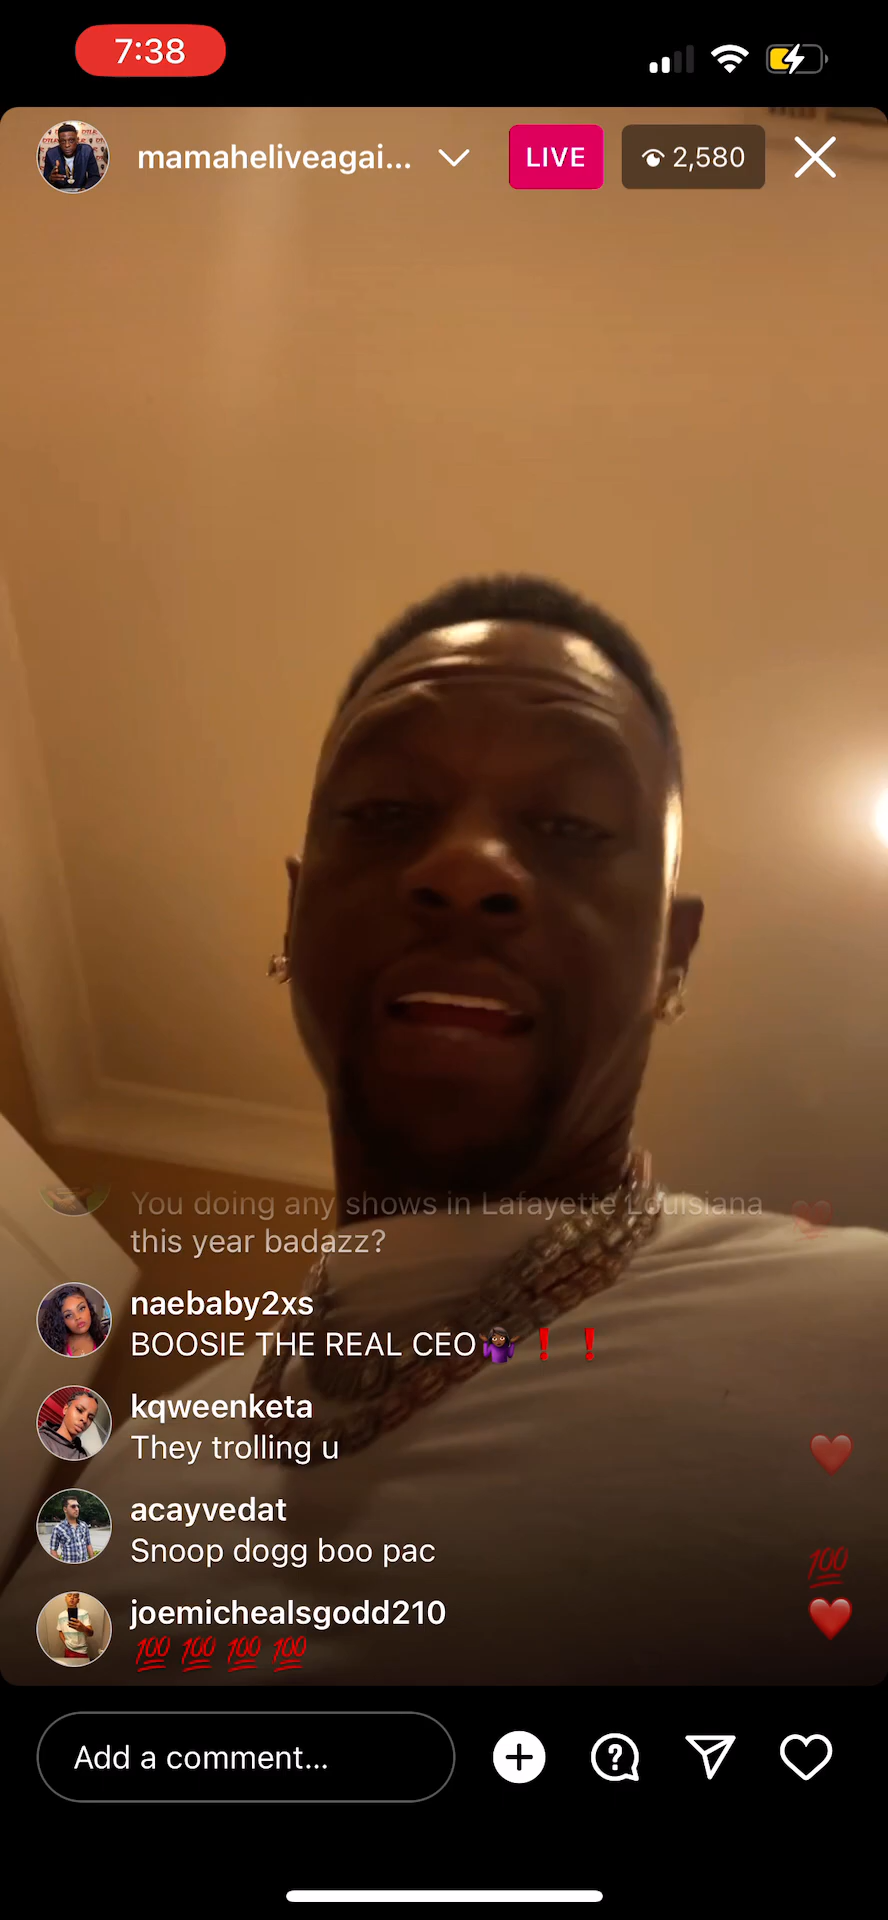 7:38
mamaheliveagai...
LIVE
2,580
You doing any shows in Lafayette Louisiana
this year badazz?
naebaby2xs
BOOSIE THE REAL CEO🤷🏾‍♀️❗❗
kqweenketa
They trolling u
acayvedat
Snoop dogg boo pac
joemichealsgodd210
💯💯💯💯
Add a comment...